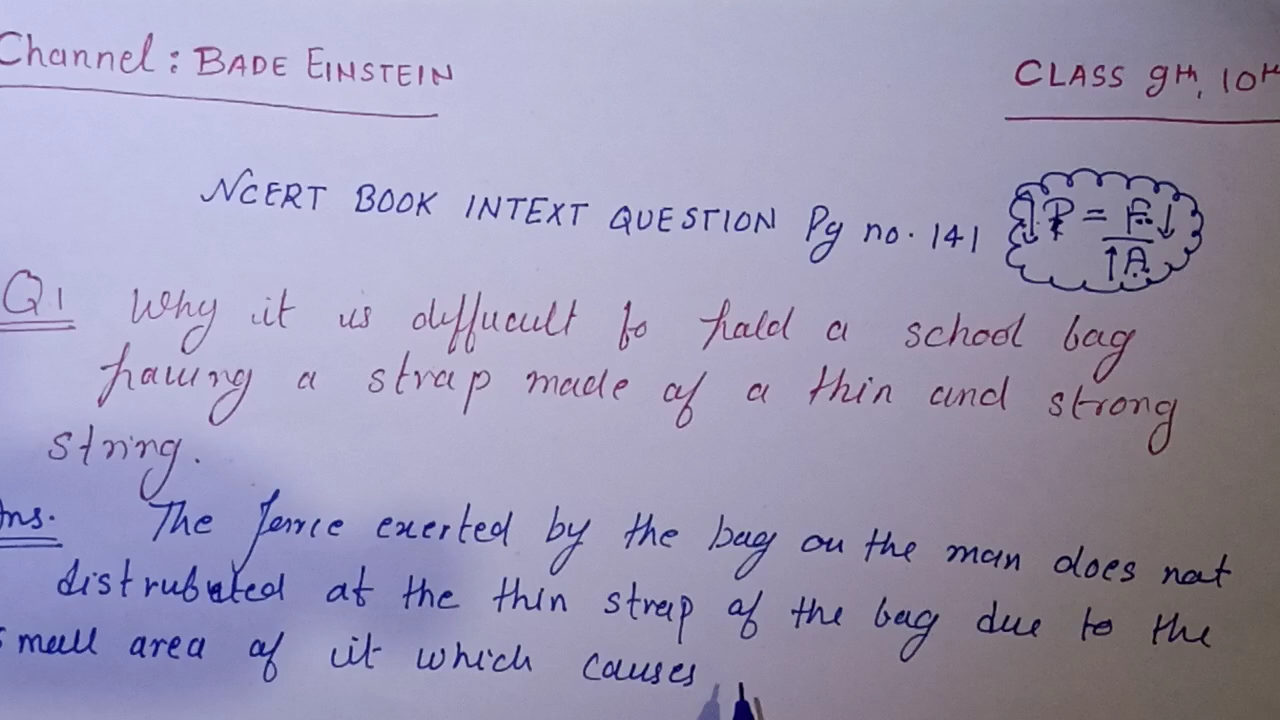 Channel : BADE EINSTEIN
CLASS 9th, 10th
NCERT BOOK INTEXT QUESTION Pg no. 141
↓P = F↓
↑A
Q1 Why it is difficult to hold a school bag
having a strap made of a thin and strong
string.
Ans. The force exerted by the bag on the man does not
distrubuted at the thin strap of the bag due to the
small area of it which causes